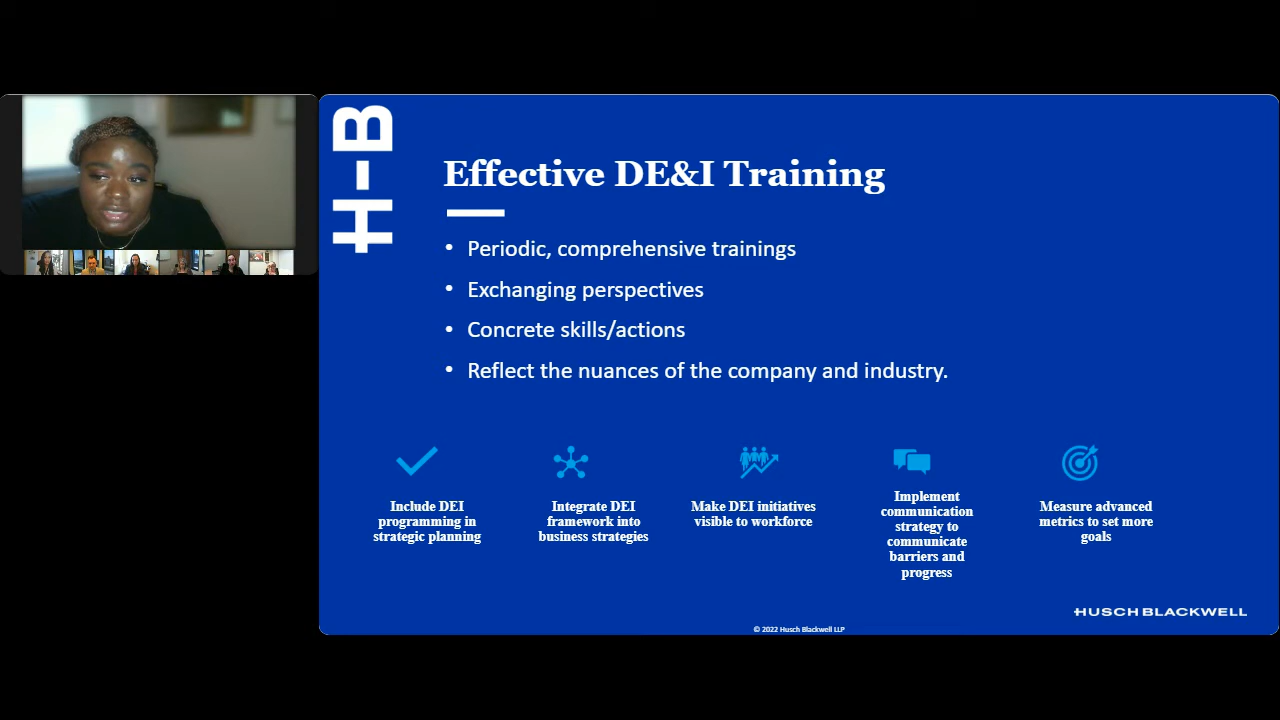 H-B
Effective DE&I Training
• Periodic, comprehensive trainings
• Exchanging perspectives
• Concrete skills/actions
• Reflect the nuances of the company and industry.
Include DEI
programming in
strategic planning
Integrate DEI
framework into
business strategies
Make DEI initiatives
visible to workforce
Implement
communication
strategy to
communicate
barriers and
progress
Measure advanced
metrics to set more
goals
HUSCH BLACKWELL
© 2022 Husch Blackwell LLP